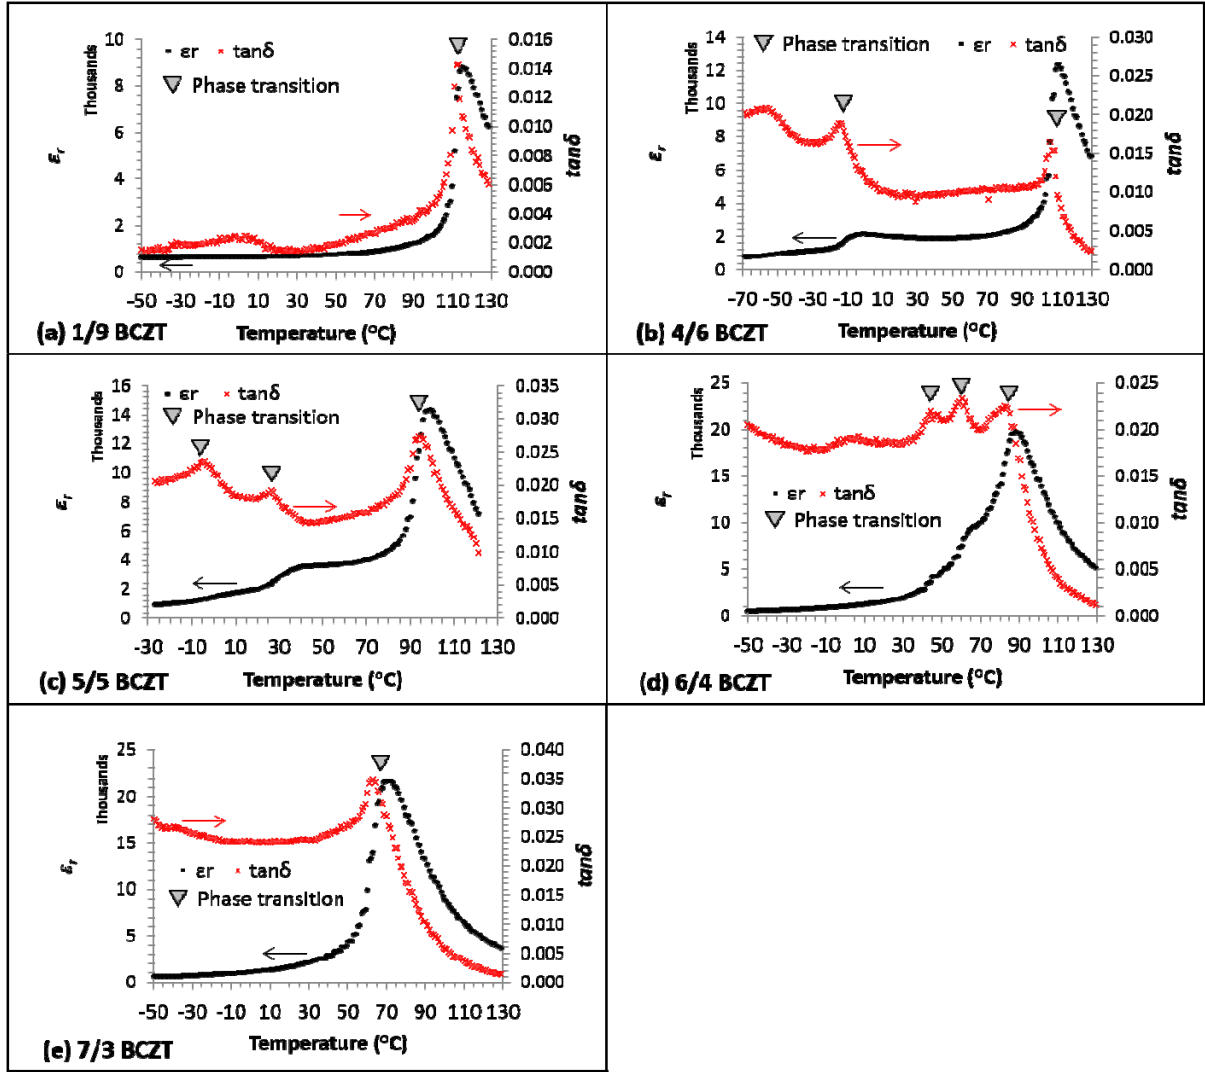 εr tanδ
Phase transition
Thousands
εr
10
8
6
4
2
0
0.016
0.014
0.012
0.010
0.008
0.006
0.004
0.002
0.000
tanδ
-50 -30 -10 10 30 50 70 90 110 130
(a) 1/9 BCZT
Temperature (°C)
Phase transition εr tanδ
Thousands
εr
14
12
10
8
6
4
2
0
0.030
0.025
0.020
0.015
0.010
0.005
0.000
tanδ
-70 -50 -30 -10 10 30 50 70 90 110 130
(b) 4/6 BCZT
Temperature (°C)
εr tanδ
Phase transition
Thousands
εr
16
14
12
10
8
6
4
2
0
0.035
0.030
0.025
0.020
0.015
0.010
0.005
0.000
tanδ
-30 -10 10 30 50 70 90 110 130
(c) 5/5 BCZT
Temperature (°C)
Thousands
εr
25
20
15
10
5
0
εr tanδ
Phase transition
0.025
0.020
0.015
0.010
0.005
0.000
tanδ
-50 -30 -10 10 30 50 70 90 110 130
(d) 6/4 BCZT
Temperature (°C)
Thousands
εr
25
20
15
10
5
0
εr tanδ
Phase transition
0.040
0.035
0.030
0.025
0.020
0.015
0.010
0.005
0.000
tanδ
-50 -30 -10 10 30 50 70 90 110 130
(e) 7/3 BCZT
Temperature (°C)